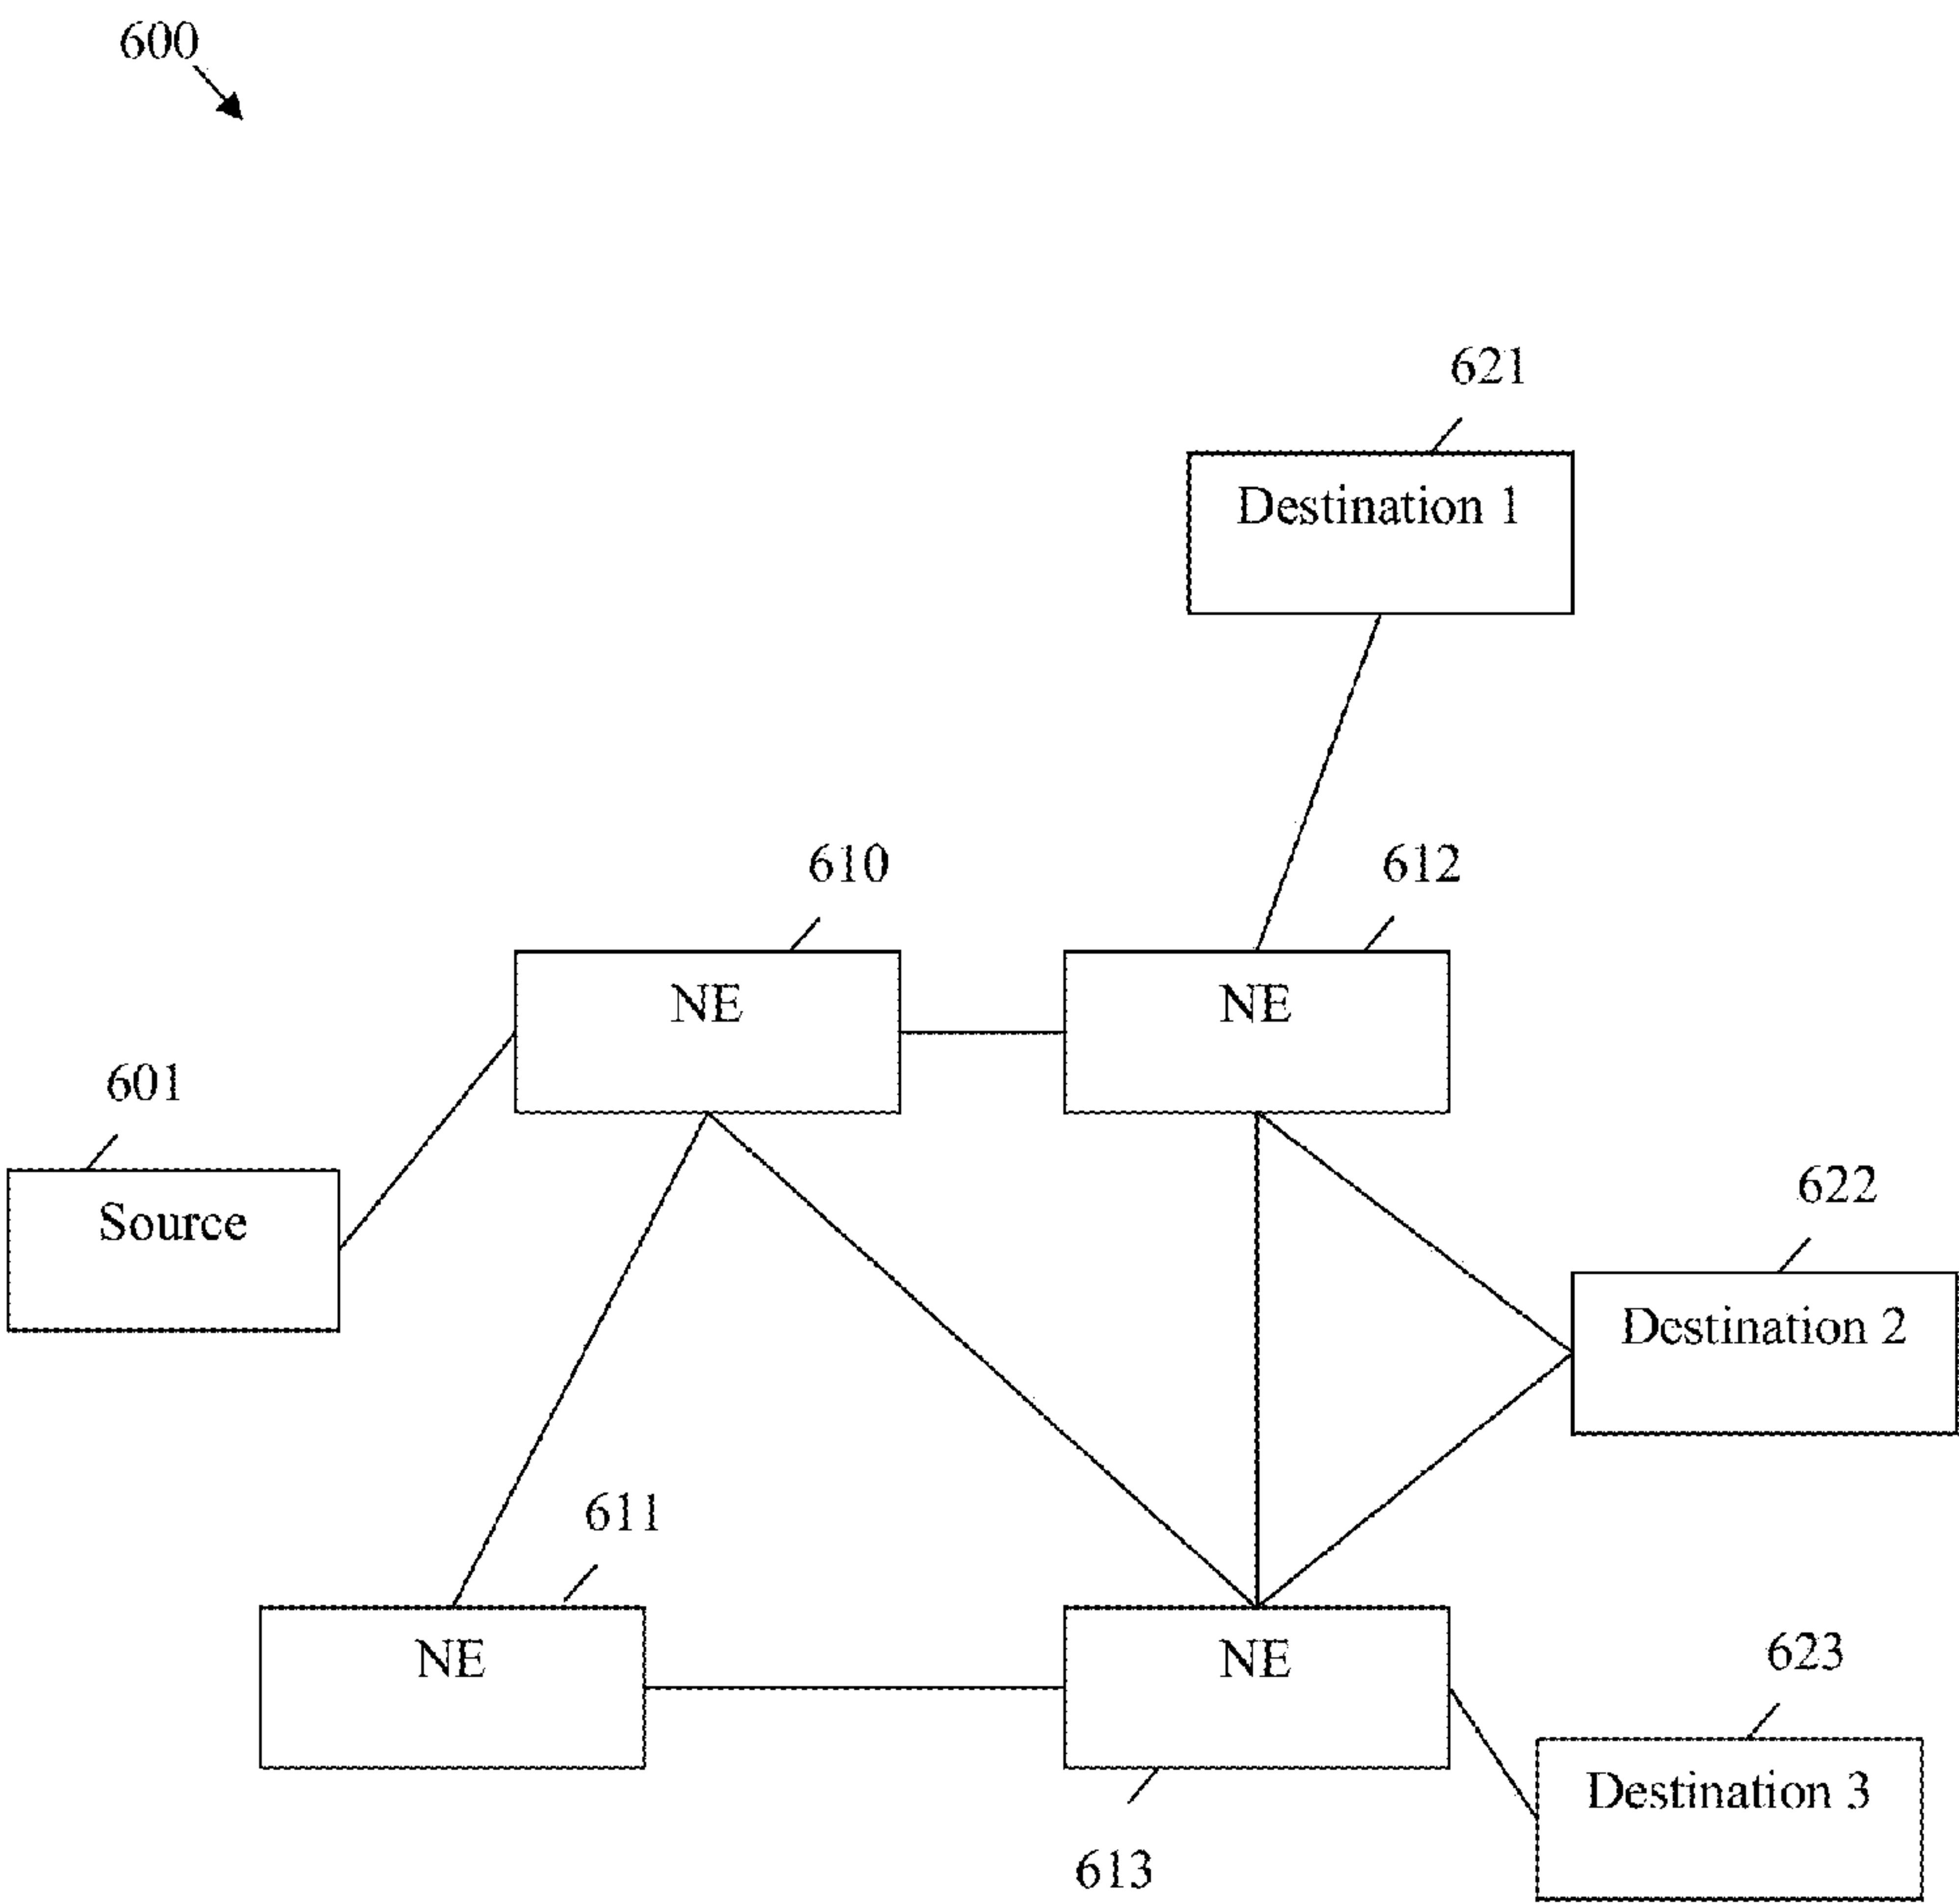 600
621
Destination 1
610
612
NE
NE
601
Source
622
Destination 2
611
NE
NE
623
Destination 3
613